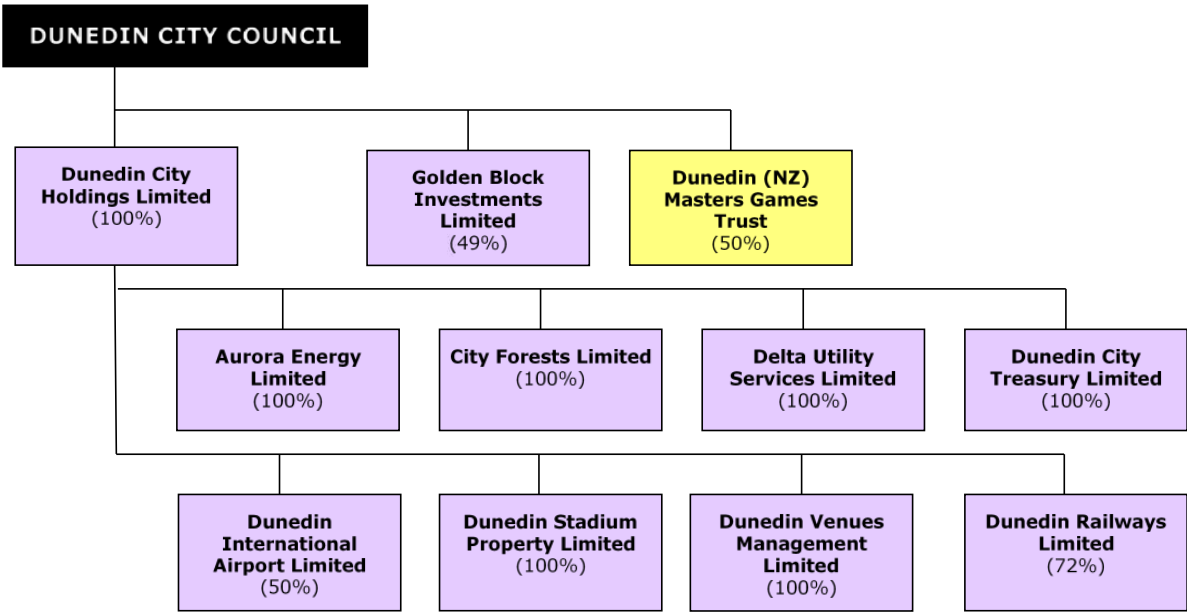 DUNEDIN CITY COUNCIL
Dunedin City
Holdings Limited
(100%)
Golden Block
Investments
Limited
(49%)
Dunedin (NZ)
Masters Games
Trust
(50%)
Aurora Energy
Limited
(100%)
City Forests Limited
(100%)
Delta Utility
Services Limited
(100%)
Dunedin City
Treasury Limited
(100%)
Dunedin
International
Airport Limited
(50%)
Dunedin Stadium
Property Limited
(100%)
Dunedin Venues
Management
Limited
(100%)
Dunedin Railways
Limited
(72%)